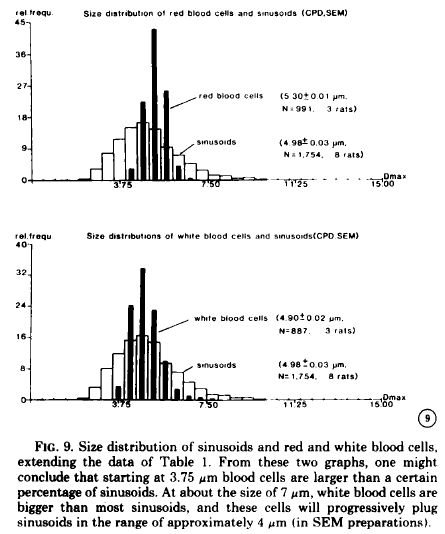 rel.frequ. Size distribution of red blood cells and sinusoids (CPD,SEM)
45
36
27
18
9
0
red blood cells (5.30±0.01 µm, N=991, 3 rats)
sinusoids (4.98±0.03 µm, N=1,754, 8 rats)
3'75 7'50 11'25 15'00 Dmax
rel.frequ Size distributions of white blood cells and sinusoids(CPD.SEM)
40
32
24
16
8
0
white blood cells (4.90±0.02 µm, N=887, 3 rats)
sinusoids (4.98±0.03 µm, N=1,754, 8 rats)
3'75 7'50 11'25 15'00 Dmax
9
FIG. 9. Size distribution of sinusoids and red and white blood cells,
extending the data of Table 1. From these two graphs, one might
conclude that starting at 3.75 µm blood cells are larger than a certain
percentage of sinusoids. At about the size of 7 µm, white blood cells are
bigger than most sinusoids, and these cells will progressively plug
sinusoids in the range of approximately 4 µm (in SEM preparations).